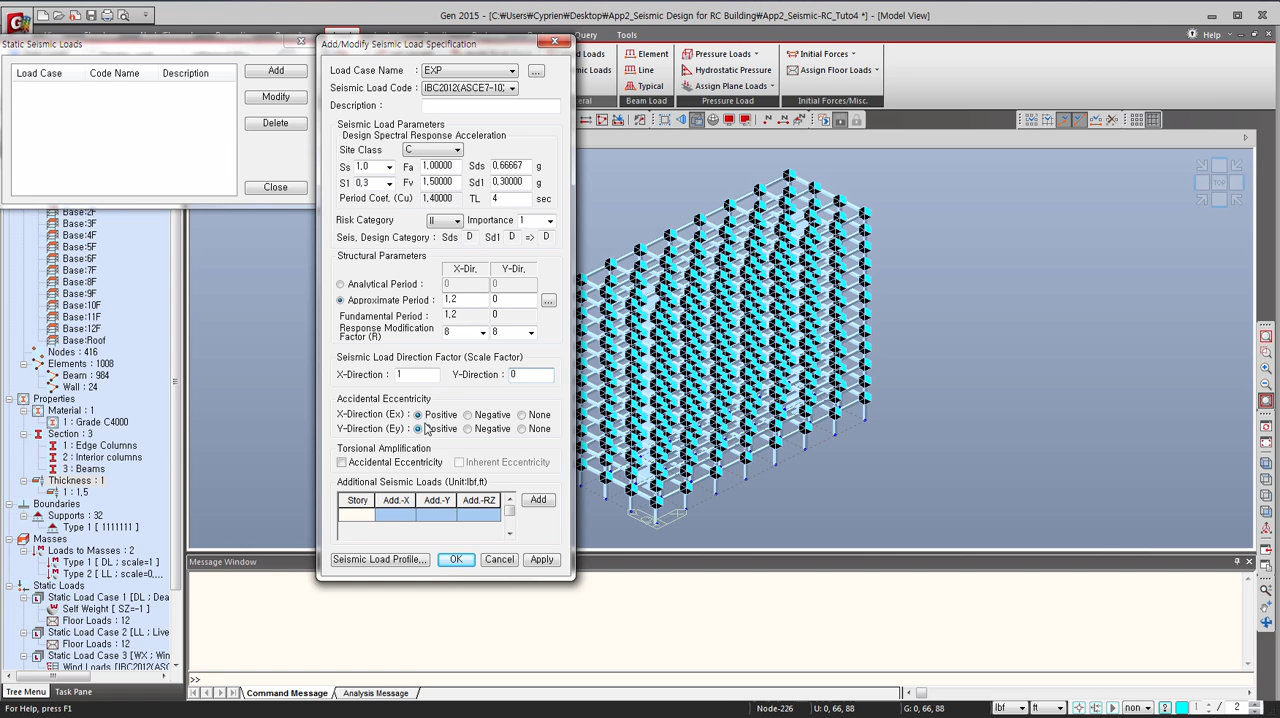 Gen 2015 - [C:\Users\Cyprien\Desktop\App2_Seismic Design for RC Building\App2_Seismic-RC_Tuto4 *] - [Model View]
Help
Static Seismic Loads
Load Case Code Name Description
Add
Modify
Delete
Close
Add/Modify Seismic Load Specification
Load Case Name : EXP ...
Seismic Load Code : IBC2012(ASCE7-10)
Description :
Seismic Load Parameters
Design Spectral Response Acceleration
Site Class C
Ss 1,0 Fa 1,00000 Sds 0,66667 g
S1 0,3 Fv 1,50000 Sd1 0,30000 g
Period Coef, (Cu) 1,40000 TL 4 sec
Risk Category II Importance 1
Seis, Design Category : Sds D Sd1 D => D
Structural Parameters
X-Dir, Y-Dir,
Analytical Period : 0 0
Approximate Period : 1,2 0 ...
Fundamental Period : 1,2 0
Response Modification
Factor (R) 8 8
Seismic Load Direction Factor (Scale Factor)
X-Direction : 1 Y-Direction : 0
Accidental Eccentricity
X-Direction (Ex) : Positive Negative None
Y-Direction (Ey) : Positive Negative None
Torsional Amplification
Accidental Eccentricity Inherent Eccentricity
Additional Seismic Loads (Unit:lbf,ft)
Story Add,-X Add,-Y Add,-RZ Add
Seismic Load Profile... OK Cancel Apply
Element
Line
Typical
Beam Load
Pressure Loads
Hydrostatic Pressure
Assign Plane Loads
Pressure Load
Initial Forces
Assign Floor Loads
Initial Forces/Misc.
TOP
Base:2F
Base:3F
Base:4F
Base:5F
Base:6F
Base:7F
Base:8F
Base:9F
Base:10F
Base:11F
Base:12F
Base:Roof
Nodes : 416
Elements : 1008
Beam : 984
Wall : 24
Properties
Material : 1
1 : Grade C4000
Section : 3
1 : Edge Columns
2 : Interior columns
3 : Beams
Thickness : 1
1 : 1,5
Boundaries
Supports : 32
Type 1 [ 1111111 ]
Masses
Loads to Masses : 2
Type 1 [ DL ; scale=1 ]
Type 2 [ LL ; scale=0,...
Static Loads
Static Load Case 1 [DL ; Dea
Self Weight [ SZ=-1 ]
Floor Loads : 12
Static Load Case 2 [LL ; Live
Floor Loads : 12
Static Load Case 3 [WX ; Win
Wind Loads [IBC2012(ASC
Tree Menu Task Pane
Message Window
>>
Command Message Analysis Message
For Help, press F1
Node-226 U: 0, 66, 88 G: 0, 66, 88 lbf ft non ? 1 / 2